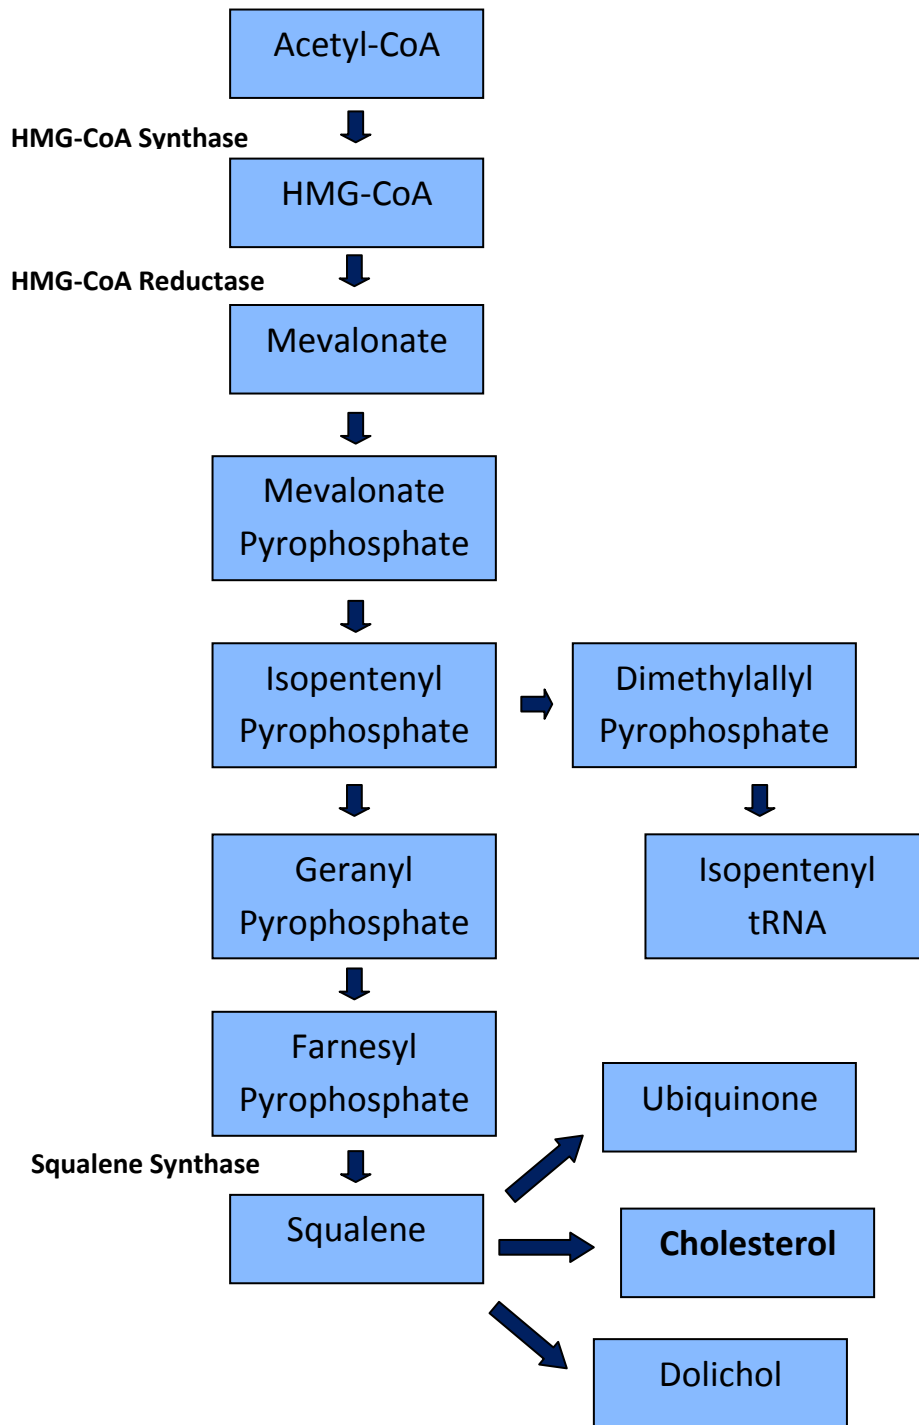 Acetyl-CoA
HMG-CoA Synthase
HMG-CoA
HMG-CoA Reductase
Mevalonate
Mevalonate
Pyrophosphate
Isopentenyl
Pyrophosphate
Dimethylallyl
Pyrophosphate
Geranyl
Pyrophosphate
Isopentenyl
tRNA
Farnesyl
Pyrophosphate
Ubiquinone
Squalene Synthase
Squalene
Cholesterol
Dolichol